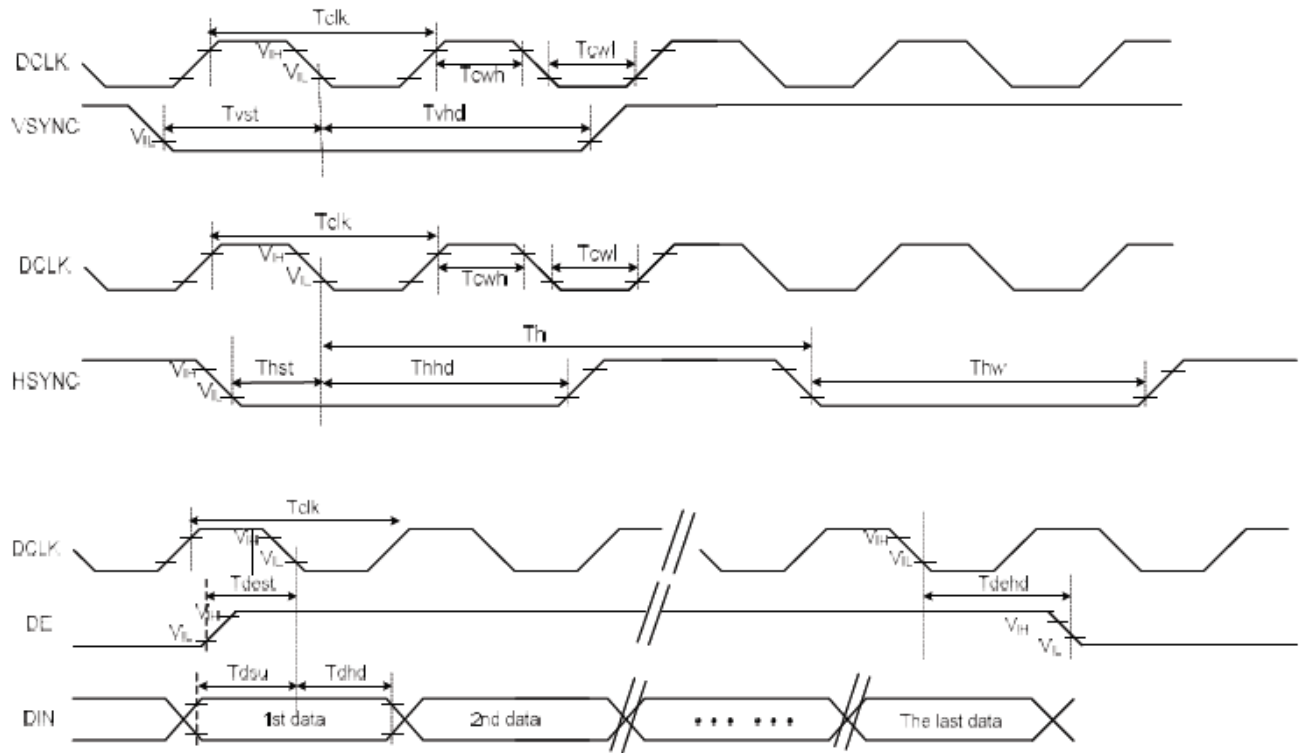 Tclk
DCLK VIH VIL Tcwh Tcwl
VSYNC VIL Tvst Tvhd
Tclk
DCLK VIH VIL Tcwh Tcwl
Th
HSYNC VIH VIL Thst Thhd Thw
Tclk
DCLK VIH VIL VIH VIL
Tdest Tdehd
DE VIH VIL VIH VIL
Tdsu Tdhd
DIN 1st data 2nd data • • • • • • The last data